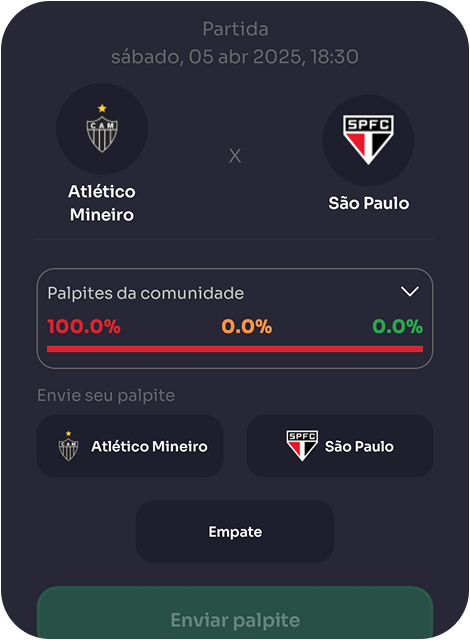 Partida
sábado, 05 abr 2025, 18:30
CAM
SPFC
X
Atlético
Mineiro
São Paulo
Palpites da comunidade
100.0% 0.0% 0.0%
Envie seu palpite
CAM Atlético Mineiro
SPFC São Paulo
Empate
Enviar palpite